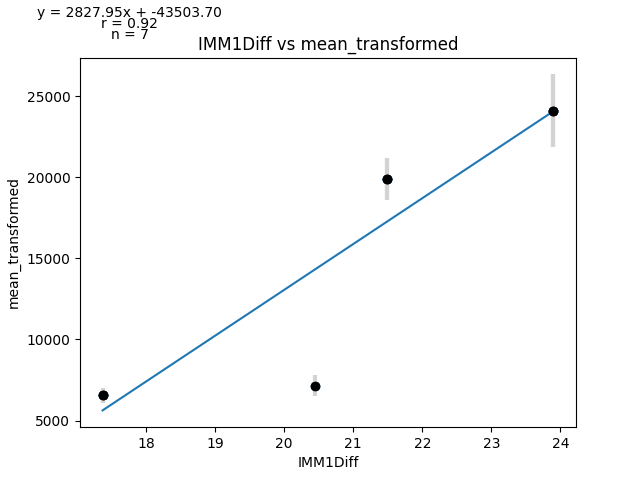 y = 2827.95x + -43503.70
r = 0.92
n = 7
IMM1Diff vs mean_transformed
25000
20000
15000
10000
5000
mean_transformed
18 19 20 21 22 23 24
IMM1Diff